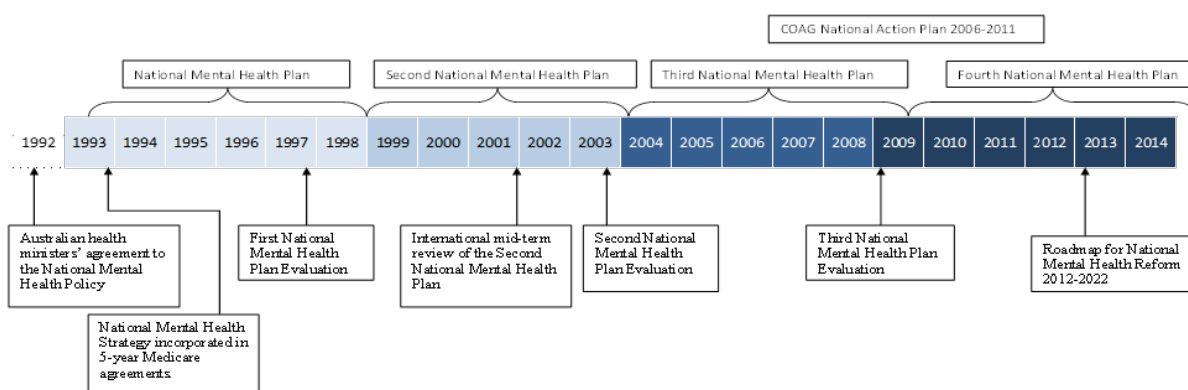 COAG National Action Plan 2006-2011
National Mental Health Plan
Second National Mental Health Plan
Third National Mental Health Plan
Fourth National Mental Health Plan
1992 1993 1994 1995 1996 1997 1998 1999 2000 2001 2002 2003 2004 2005 2006 2007 2008 2009 2010 2011 2012 2013 2014
Australian health
ministers' agreement to
the National Mental
Health Policy
National Mental Health
Strategy incorporated in
5-year Medicare
agreements.
First National
Mental Health
Plan Evaluation
International mid-term
review of the Second
National Mental Health
Plan
Second National
Mental Health
Plan Evaluation
Third National
Mental Health Plan
Evaluation
Roadmap for National
Mental Health Reform
2012-2022